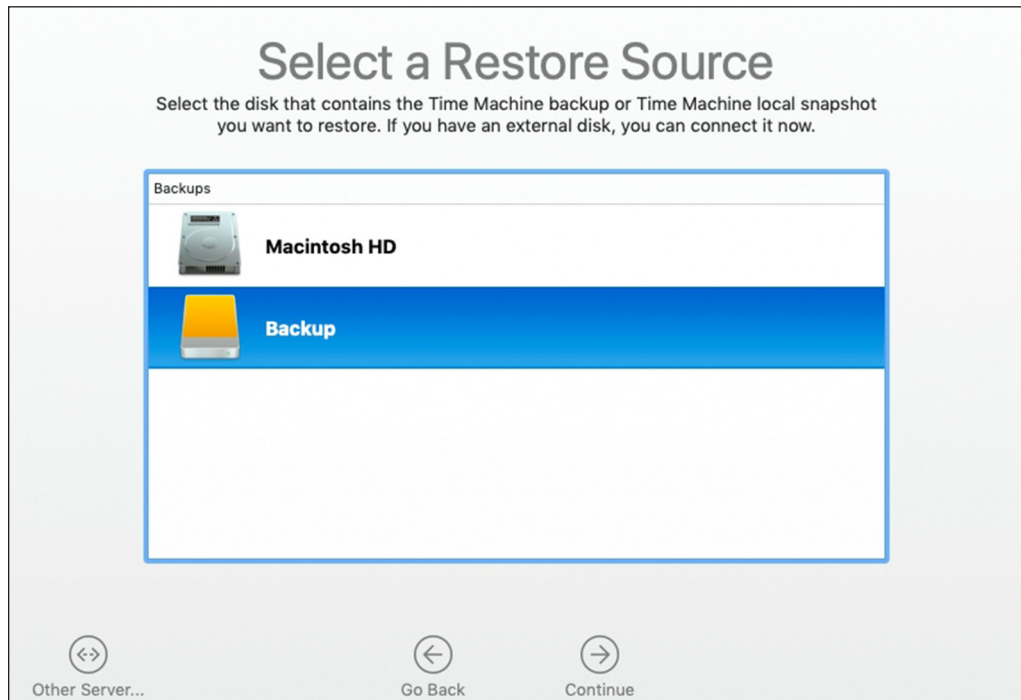 Select a Restore Source
Select the disk that contains the Time Machine backup or Time Machine local snapshot
you want to restore. If you have an external disk, you can connect it now.
Backups
Macintosh HD
Backup
Other Server...
Go Back
Continue